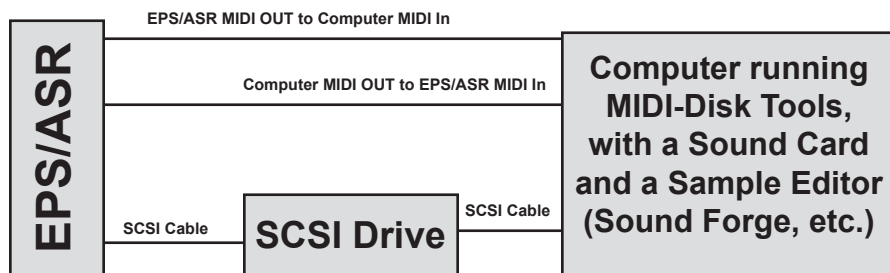 EPS/ASR MIDI OUT to Computer MIDI In
EPS/ASR
Computer MIDI OUT to EPS/ASR MIDI In
Computer running
MIDI-Disk Tools,
with a Sound Card
and a Sample Editor
(Sound Forge, etc.)
SCSI Cable
SCSI Drive
SCSI Cable